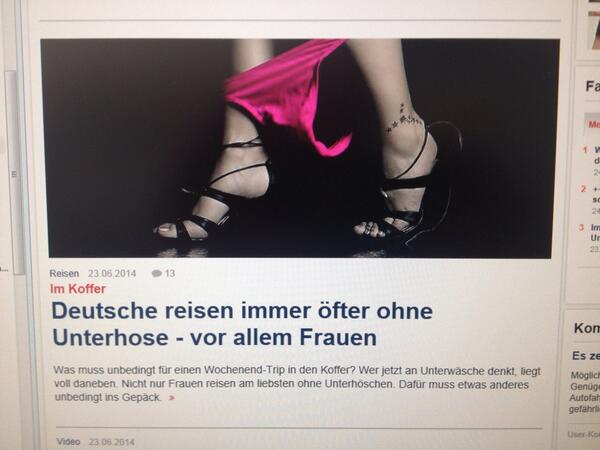 Reisen 23.06.2014 13
Im Koffer
Deutsche reisen immer öfter ohne
Unterhose - vor allem Frauen
Was muss unbedingt für einen Wochenend-Trip in den Koffer? Wer jetzt an Unterwäsche denkt, liegt
voll daneben. Nicht nur Frauen reisen am liebsten ohne Unterhöschen. Dafür muss etwas anderes
unbedingt ins Gepäck. »
Video 23.06.2014
Fa
Me
1 W
d
24
2 ++
so
24
3 Im
Un
23.
Kom
Es ze
Möglich
Genüge
Autofah
gefährli
User-Ko